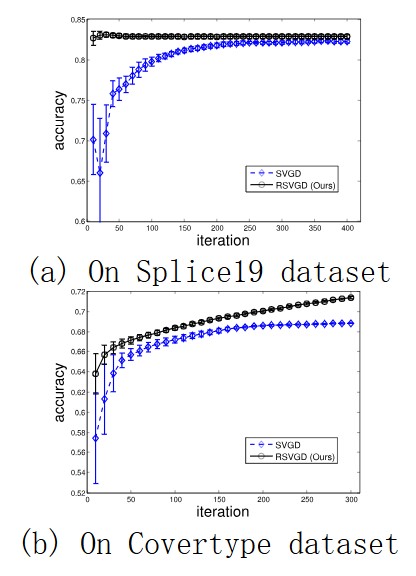 0.85
0.8
0.75
0.7
0.65
0.6
accuracy
SVGD
RSVGD (Ours)
0 50 100 150 200 250 300 350 400
iteration
(a) On Splice19 dataset
0.72
0.7
0.68
0.66
0.64
0.62
0.6
0.58
0.56
0.54
0.52
accuracy
SVGD
RSVGD (Ours)
0 50 100 150 200 250 300
iteration
(b) On Covertype dataset